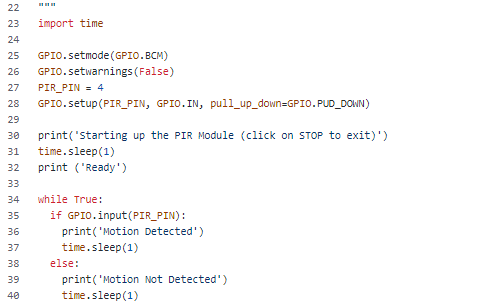 22 """
23 import time
24
25 GPIO.setmode(GPIO.BCM)
26 GPIO.setwarnings(False)
27 PIR_PIN = 4
28 GPIO.setup(PIR_PIN, GPIO.IN, pull_up_down=GPIO.PUD_DOWN)
29
30 print('Starting up the PIR Module (click on STOP to exit)')
31 time.sleep(1)
32 print ('Ready')
33
34 while True:
35   if GPIO.input(PIR_PIN):
36     print('Motion Detected')
37     time.sleep(1)
38   else:
39     print('Motion Not Detected')
40     time.sleep(1)